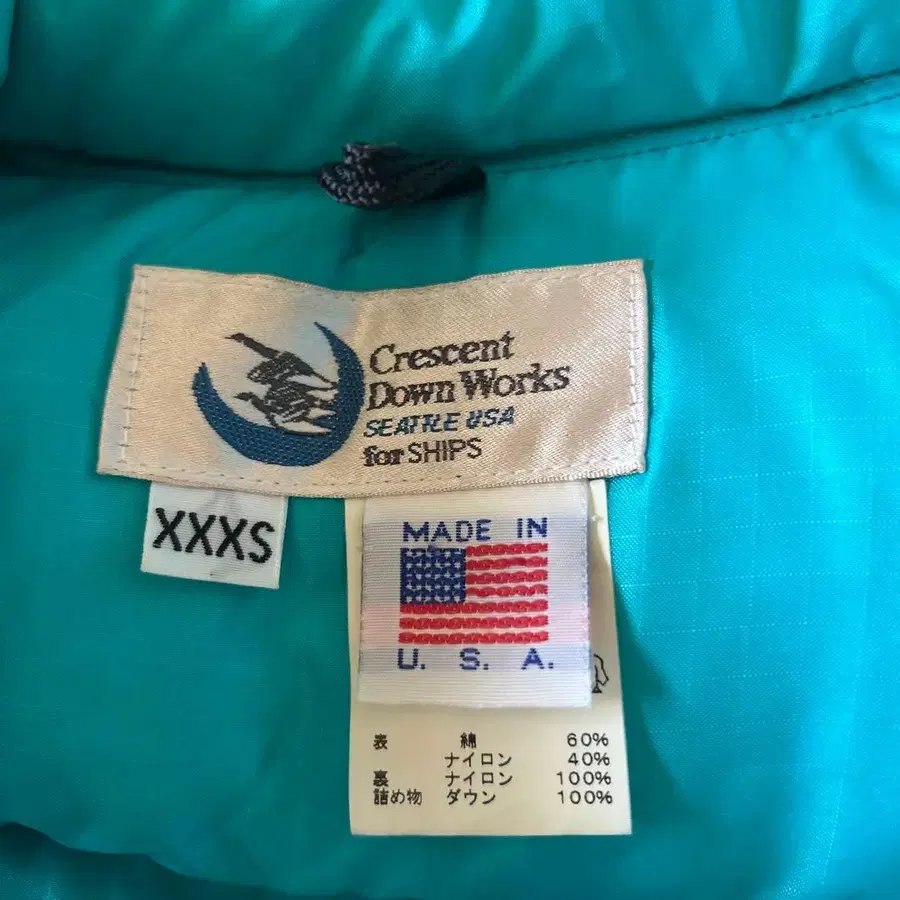 Crescent
Down Works
SEATTLE USA
for SHIPS
XXXS
MADE IN
U. S. A.
表 綿 60%
ナイロン 40%
裏 ナイロン 100%
詰め物 ダウン 100%